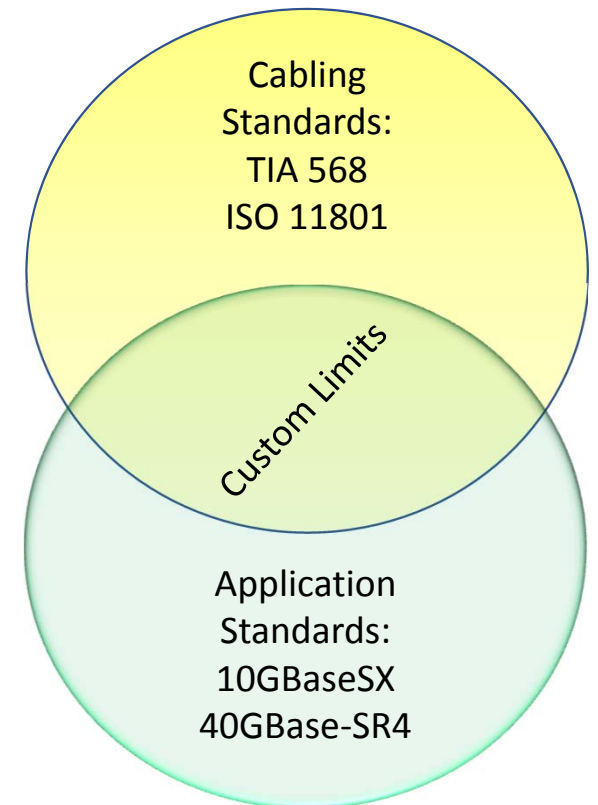 Cabling
Standards:
TIA 568
ISO 11801
Custom Limits
Application
Standards:
10GBaseSX
40GBase-SR4